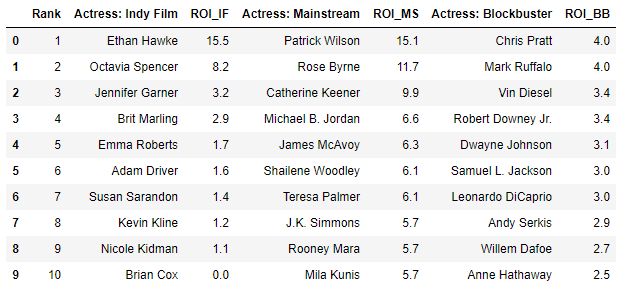 Rank Actress: Indy Film ROI_IF Actress: Mainstream ROI_MS Actress: Blockbuster ROI_BB
0 1 Ethan Hawke 15.5 Patrick Wilson 15.1 Chris Pratt 4.0
1 2 Octavia Spencer 8.2 Rose Byrne 11.7 Mark Ruffalo 4.0
2 3 Jennifer Garner 3.2 Catherine Keener 9.9 Vin Diesel 3.4
3 4 Brit Marling 2.9 Michael B. Jordan 6.6 Robert Downey Jr. 3.4
4 5 Emma Roberts 1.7 James McAvoy 6.3 Dwayne Johnson 3.1
5 6 Adam Driver 1.6 Shailene Woodley 6.1 Samuel L. Jackson 3.0
6 7 Susan Sarandon 1.4 Teresa Palmer 6.1 Leonardo DiCaprio 3.0
7 8 Kevin Kline 1.2 J.K. Simmons 5.7 Andy Serkis 2.9
8 9 Nicole Kidman 1.1 Rooney Mara 5.7 Willem Dafoe 2.7
9 10 Brian Cox 0.0 Mila Kunis 5.7 Anne Hathaway 2.5